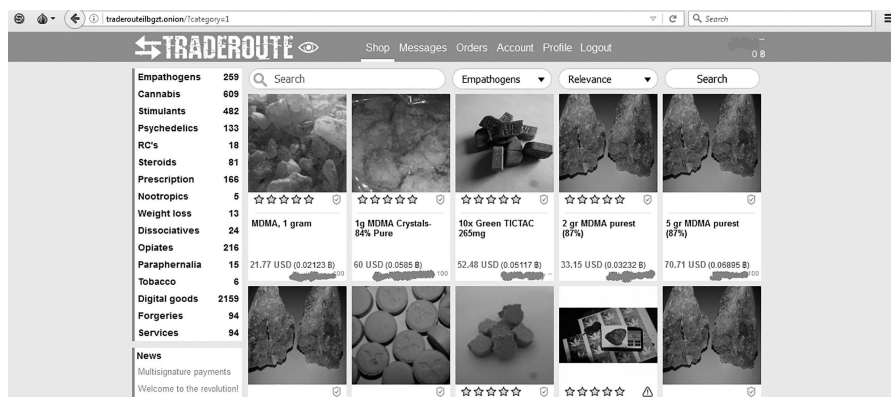 traderouteilbgzt.onion/?category=1
Search
TRADEROUTE
Shop Messages Orders Account Profile Logout
0 ฿
Empathogens 259
Cannabis 609
Stimulants 482
Psychedelics 133
RC's 18
Steroids 81
Prescription 166
Nootropics 5
Weight loss 13
Dissociatives 24
Opiates 216
Paraphernalia 15
Tobacco 6
Digital goods 2159
Forgeries 94
Services 94
News
Multisignature payments
Welcome to the revolution!
Search
Empathogens
Relevance
Search
MDMA, 1 gram
21.77 USD (0.02123 ฿)
100
1g MDMA Crystals-
84% Pure
60 USD (0.0585 ฿)
100
10x Green TICTAC
265mg
52.48 USD (0.05117 ฿)
2 gr MDMA purest
(87%)
33.15 USD (0.03232 ฿)
5 gr MDMA purest
(87%)
70.71 USD (0.06895 ฿)
100